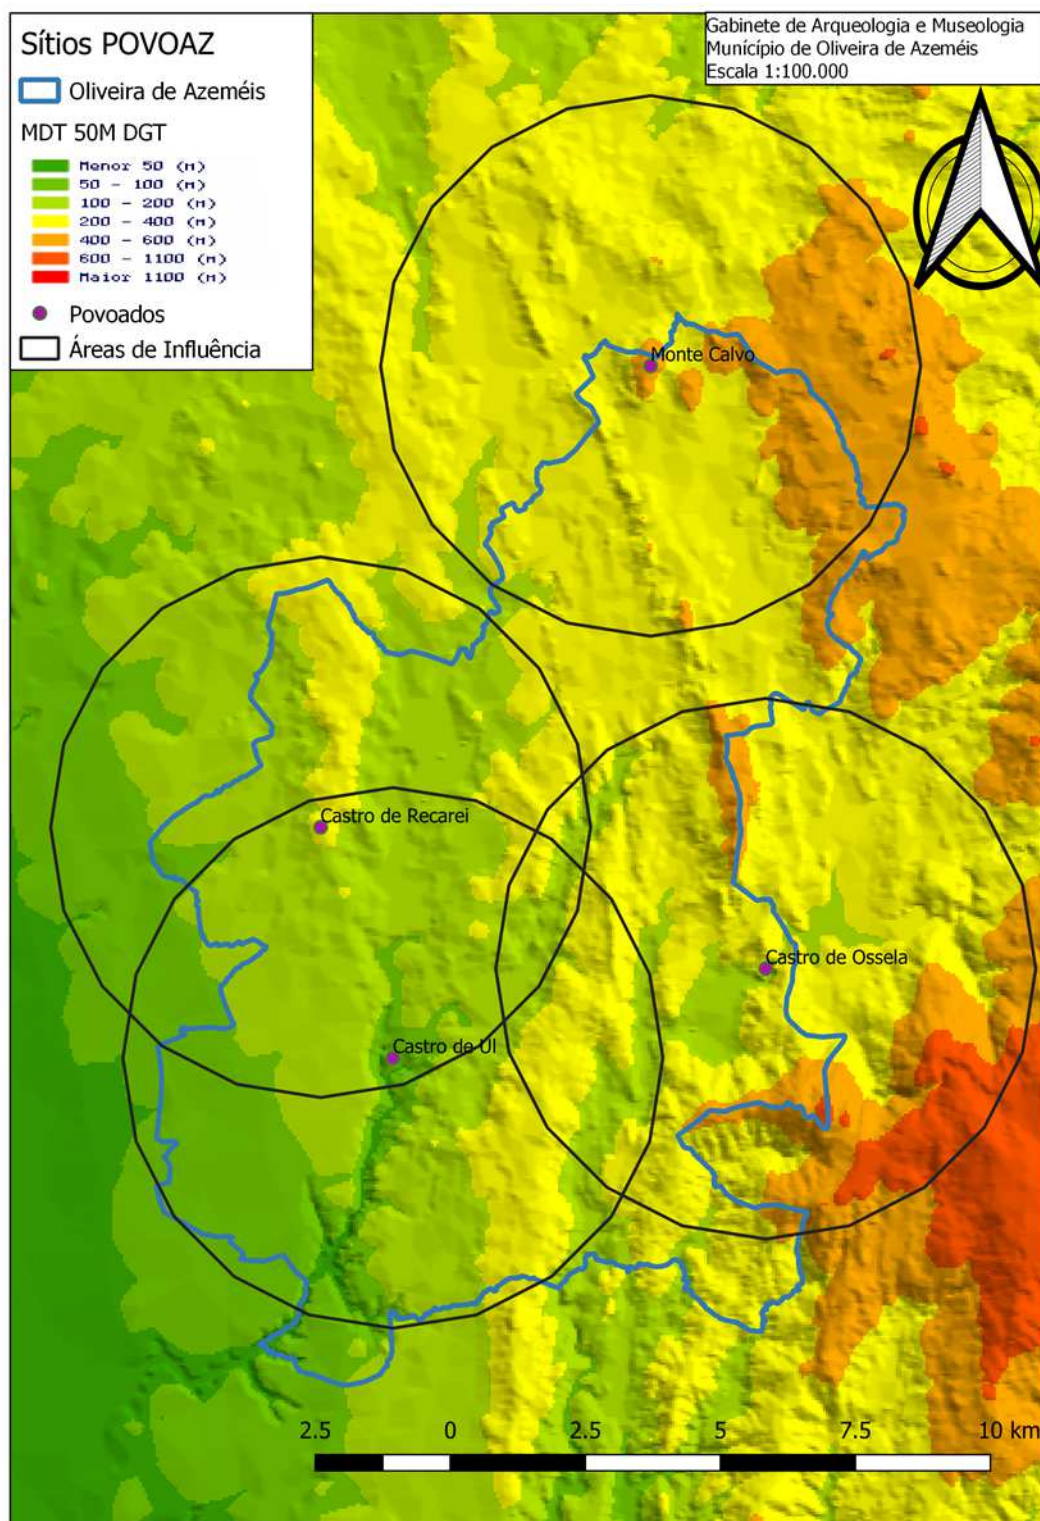 Sítios POVOAZ
Oliveira de Azeméis
MDT 50M DGT
Menor 50 (m)
50 - 100 (m)
100 - 200 (m)
200 - 400 (m)
400 - 600 (m)
600 - 1100 (m)
Maior 1100 (m)
Povoados
Áreas de Influência
Gabinete de Arqueologia e Museologia
Munícípio de Oliveira de Azeméis
Escala 1:100.000
Monte Calvo
Castro de Recarei
Castro de Ossela
Castro de Ul
2.5 0 2.5 5 7.5 10 km